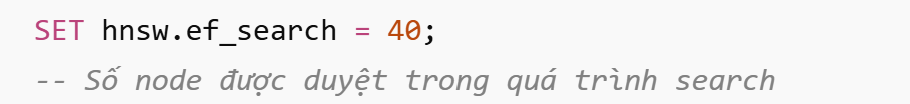 SET hnsw.ef_search = 40;
-- Số node được duyệt trong quá trình search